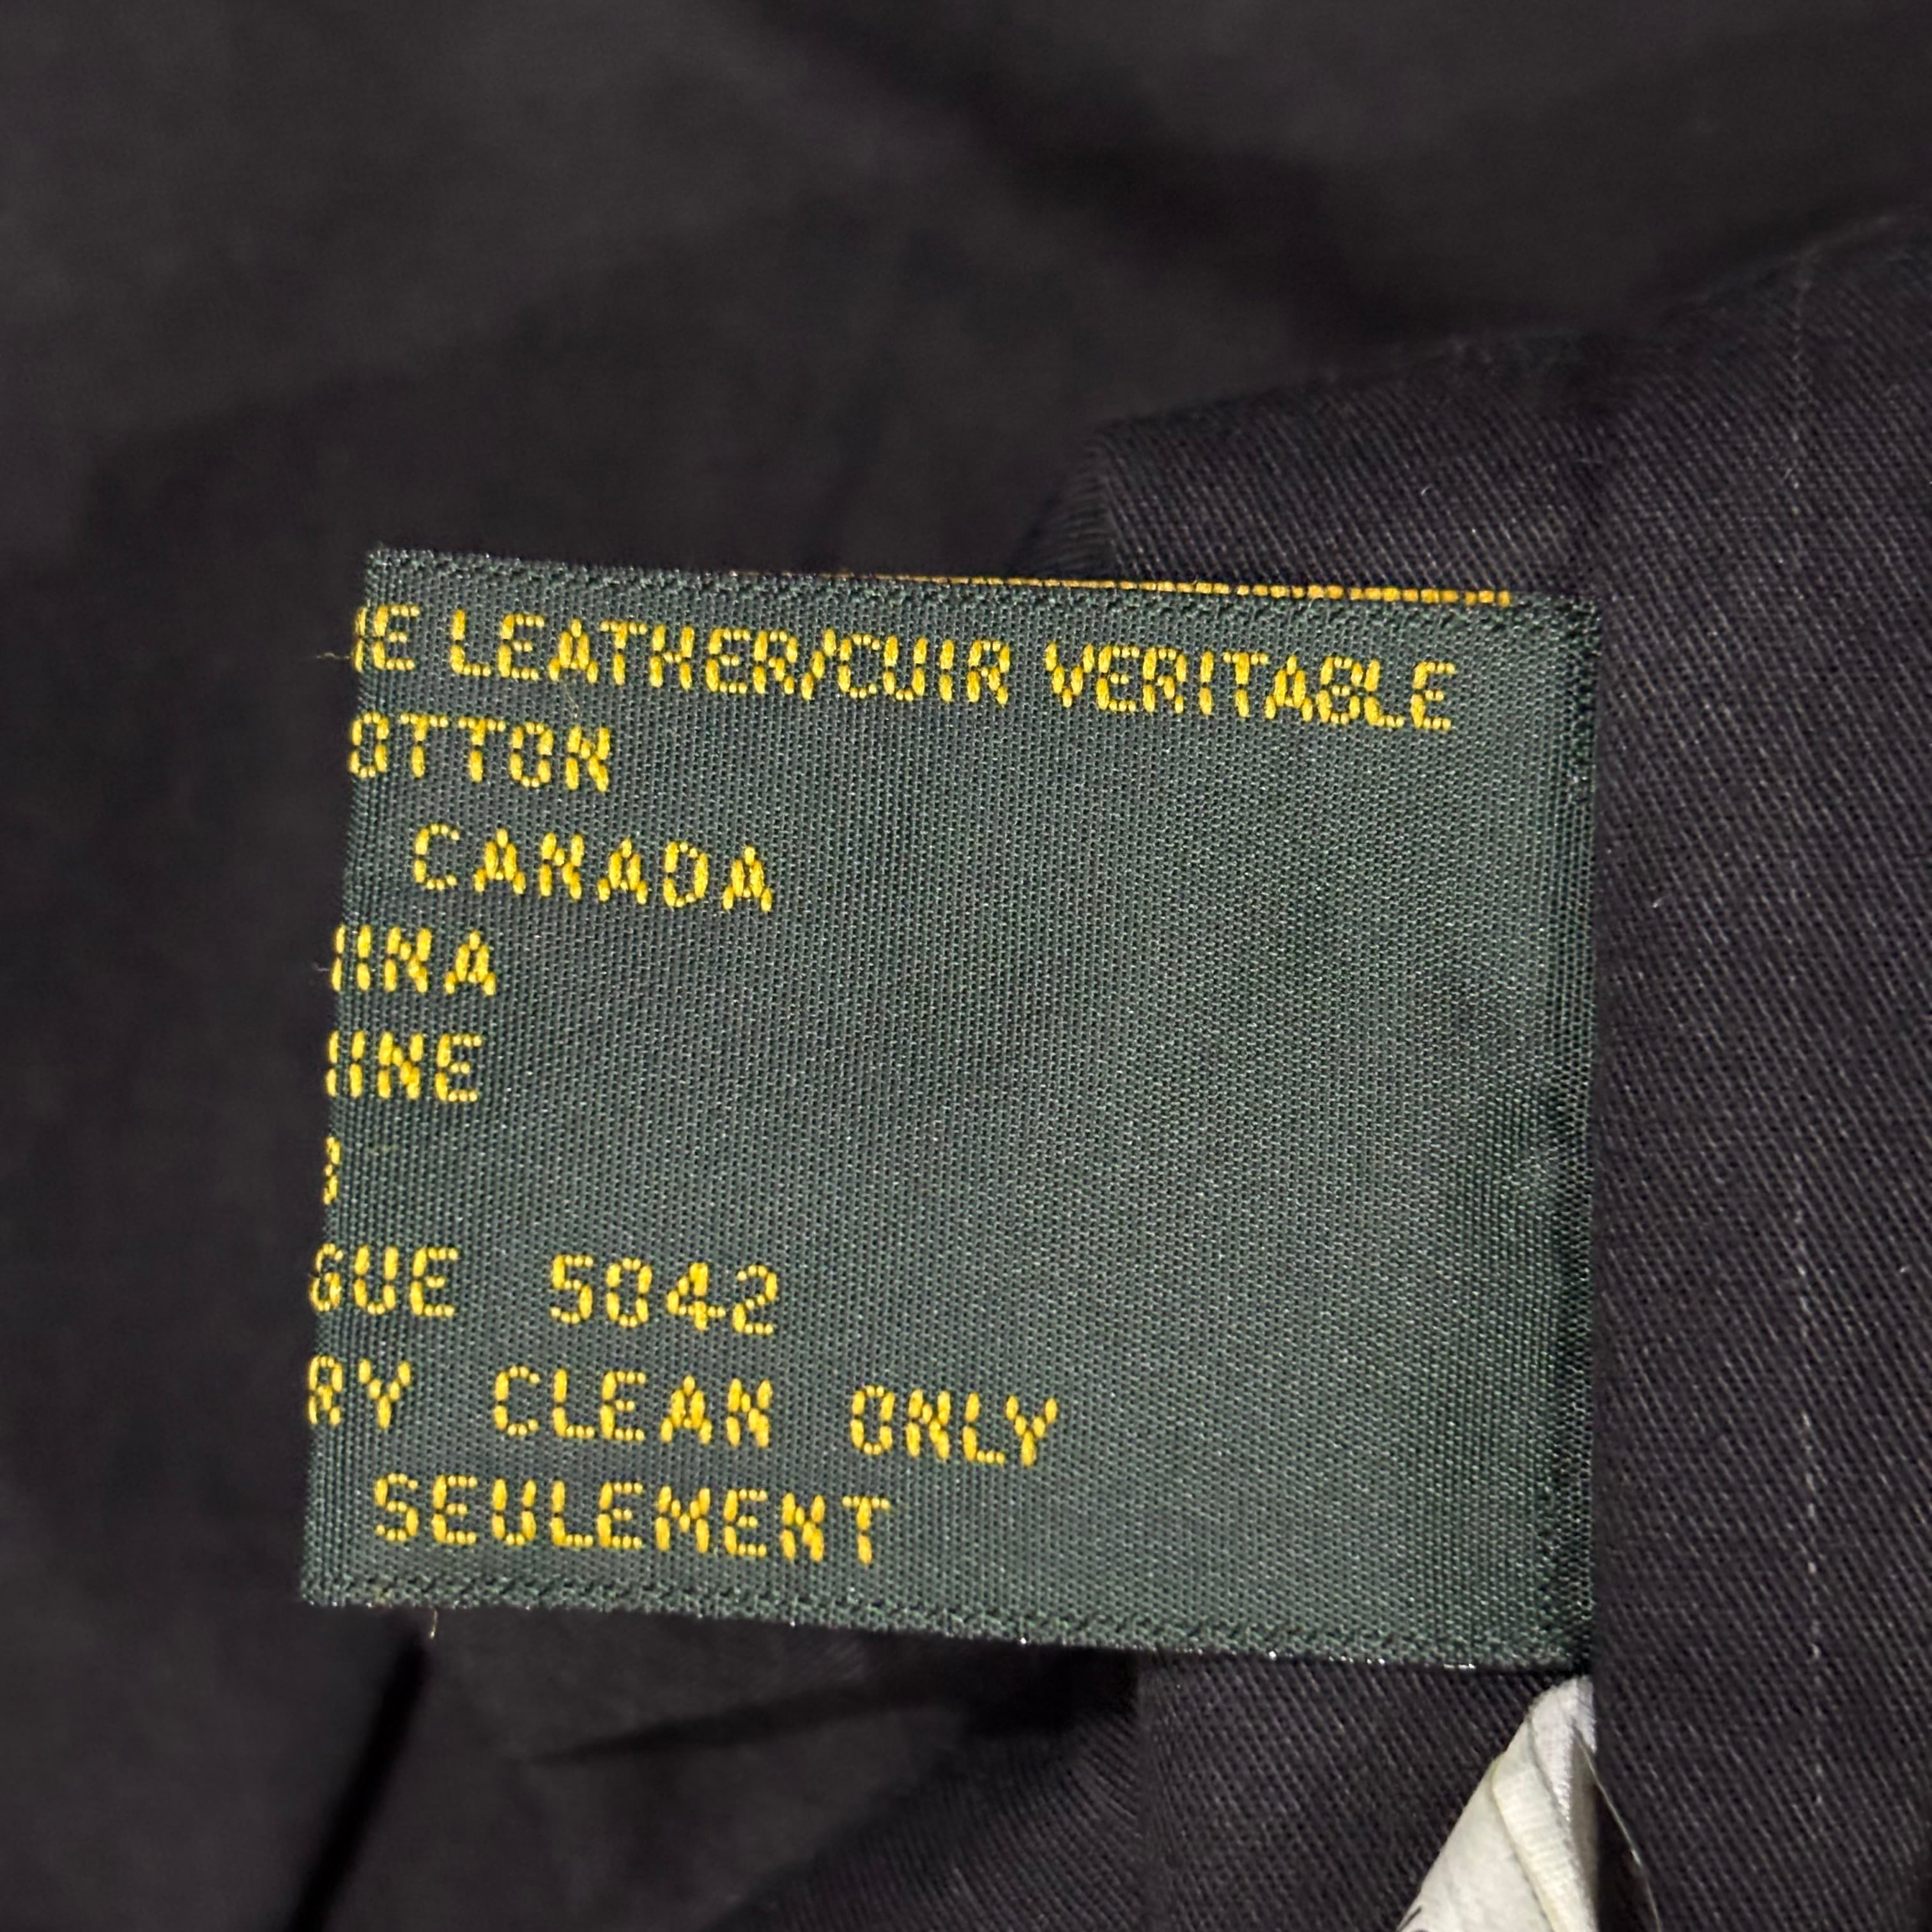 E LEATHER/CUIR VERITABLE
OTTON
CANADA
INA
INE
GUE 5042
RY CLEAN ONLY
SEULEMENT